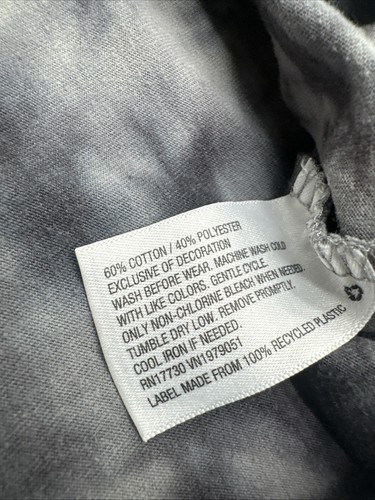 60% COTTON / 40% POLYESTER
EXCLUSIVE OF DECORATION
WASH BEFORE WEAR. MACHINE WASH COLD
WITH LIKE COLORS. GENTLE CYCLE.
ONLY NON-CHLORINE BLEACH WHEN NEEDED.
TUMBLE DRY LOW. REMOVE PROMPTLY.
COOL IRON IF NEEDED.
RN17730 VN1979051
LABEL MADE FROM 100% RECYCLED PLASTIC